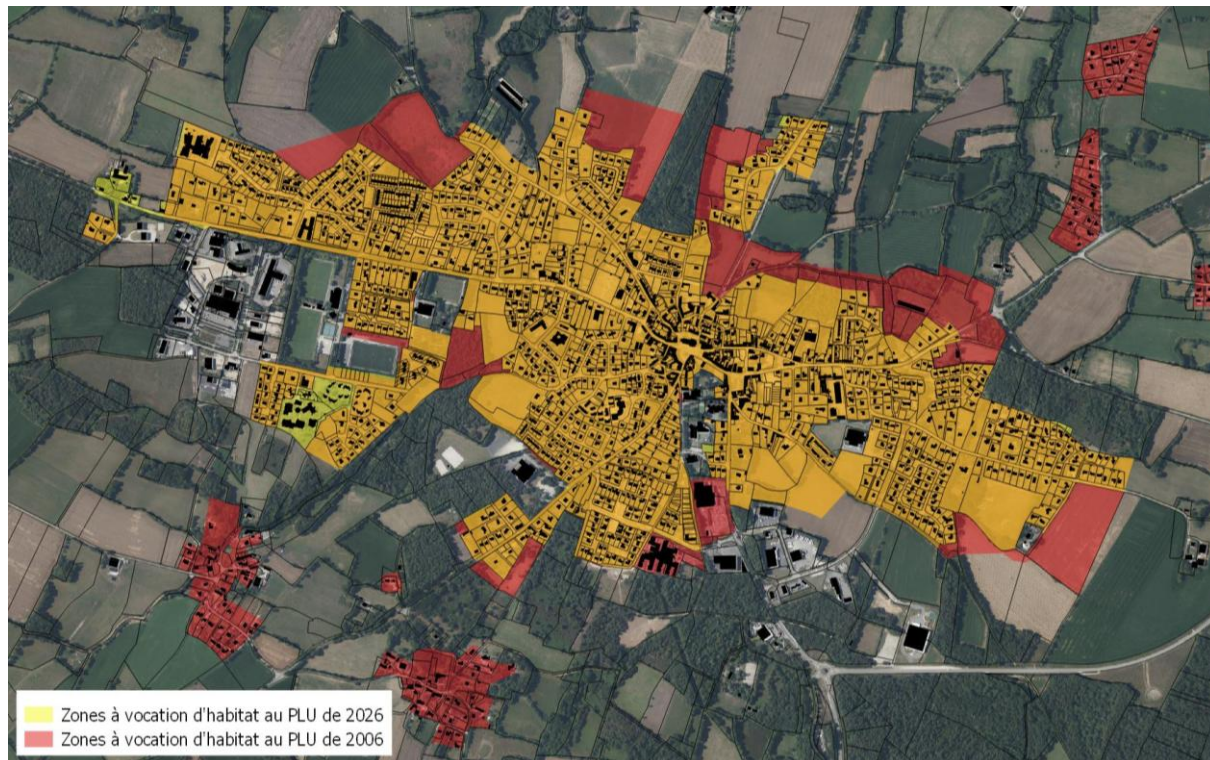 Zones à vocation d'habitat au PLU de 2026
Zones à vocation d'habitat au PLU de 2006